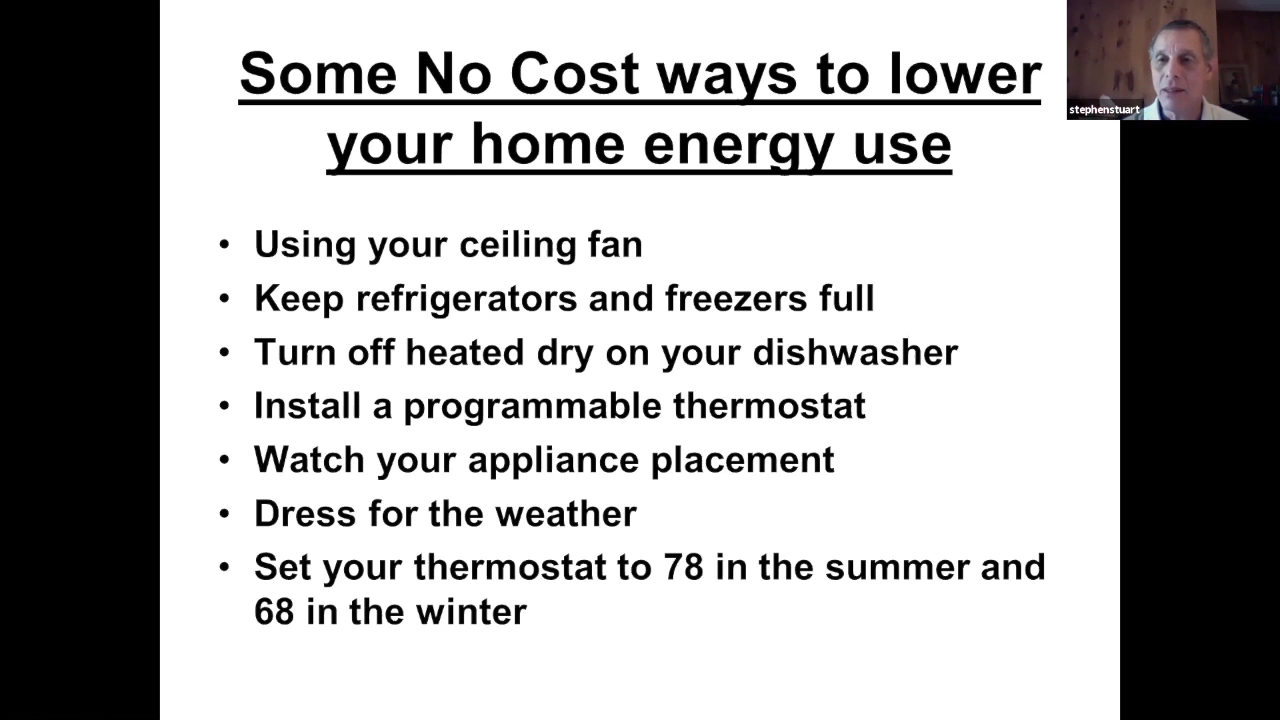 Some No Cost ways to lower
your home energy use
stephenstuart
• Using your ceiling fan
• Keep refrigerators and freezers full
• Turn off heated dry on your dishwasher
• Install a programmable thermostat
• Watch your appliance placement
• Dress for the weather
• Set your thermostat to 78 in the summer and
68 in the winter